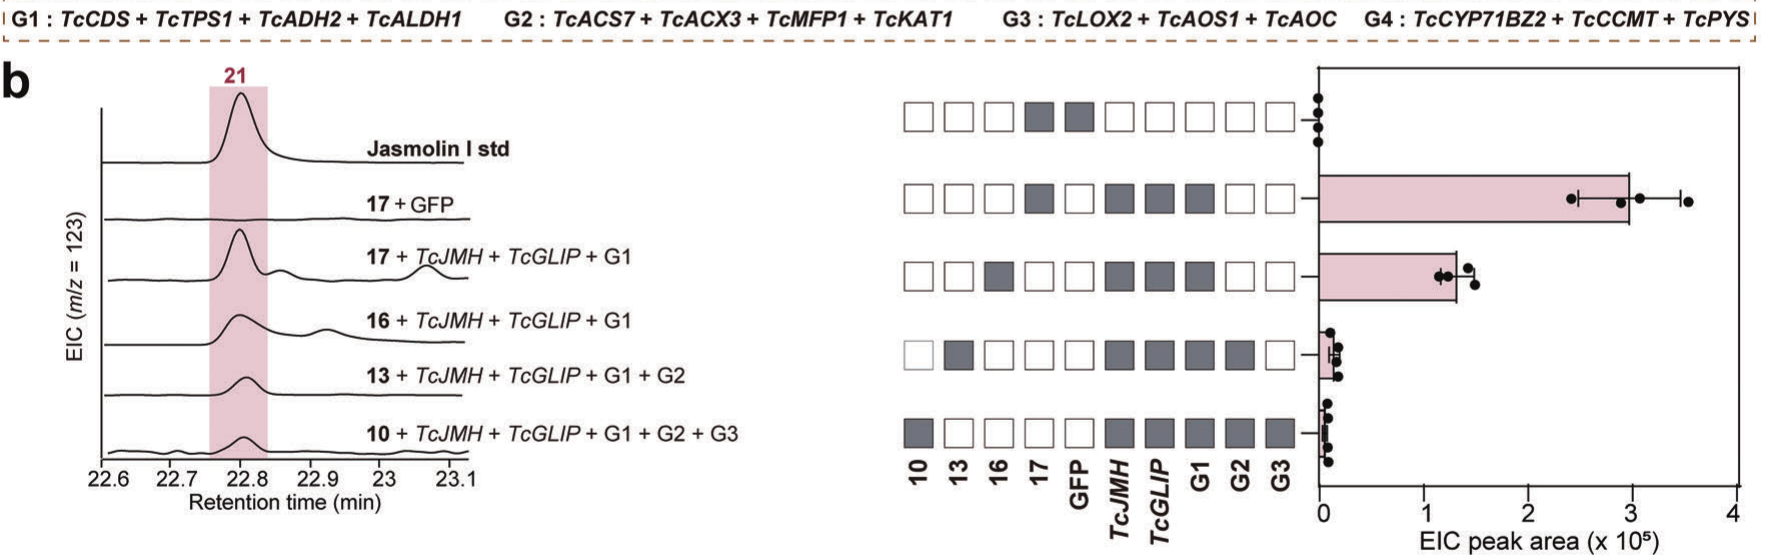 G1 : TcCDS + TcTPS1 + TcADH2 + TcALDH1 G2 : TcACS7 + TcACX3 + TcMFP1 + TcKAT1 G3 : TcLOX2 + TcAOS1 + TcAOC G4 : TcCYP71BZ2 + TcCCMT + TcPYS
b
21
Jasmolin I std
17 + GFP
17 + TcJMH + TcGLIP + G1
16 + TcJMH + TcGLIP + G1
13 + TcJMH + TcGLIP + G1 + G2
10 + TcJMH + TcGLIP + G1 + G2 + G3
EIC (m/z = 123)
22.6 22.7 22.8 22.9 23 23.1
Retention time (min)
10 13 16 17 GFP TcJMH TcGLIP G1 G2 G3
0 1 2 3 4
EIC peak area (x 10⁵)